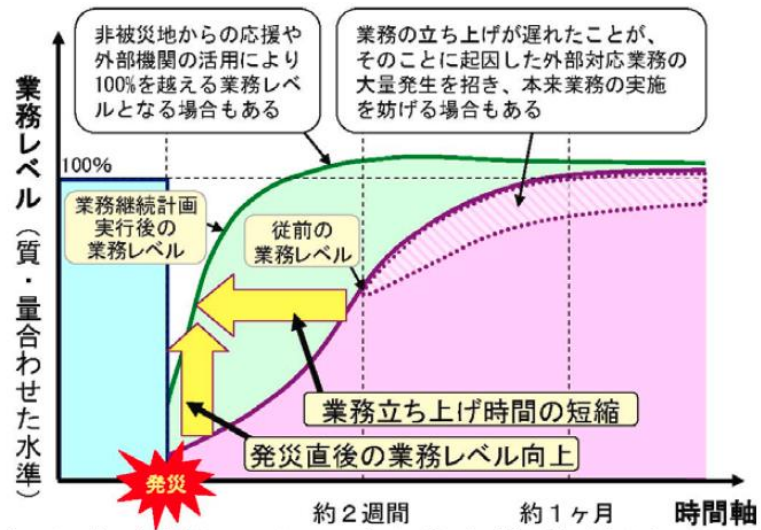 非被災地からの応援や
外部機関の活用により
100%を越える業務レベ
ルとなる場合もある
業務の立ち上げが遅れたことが、
そのことに起因した外部対応業務の
大量発生を招き、本来業務の実施
を妨げる場合もある
業務レベル（質・量合わせた水準）
100%
業務継続計画
実行後の
業務レベル
従前の
業務レベル
業務立ち上げ時間の短縮
発災直後の業務レベル向上
発災
約２週間
約１ヶ月
時間軸